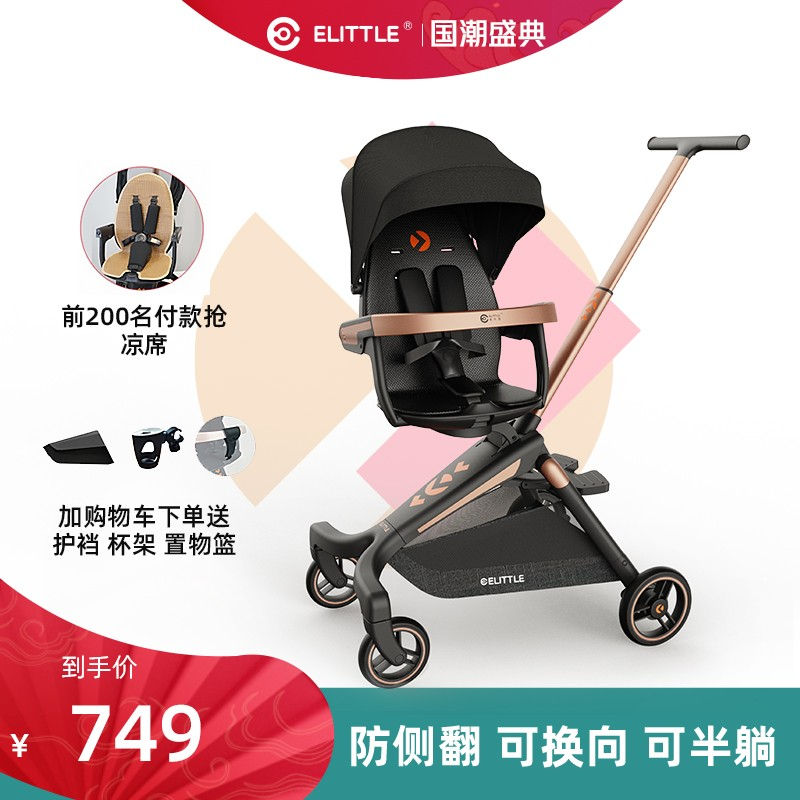 ELITTLE® 国潮盛典
前200名付款抢
凉席
加购物车下单送
护裆 杯架 置物篮
ELITTLE
到手价
¥ 749
防侧翻 可换向 可半躺